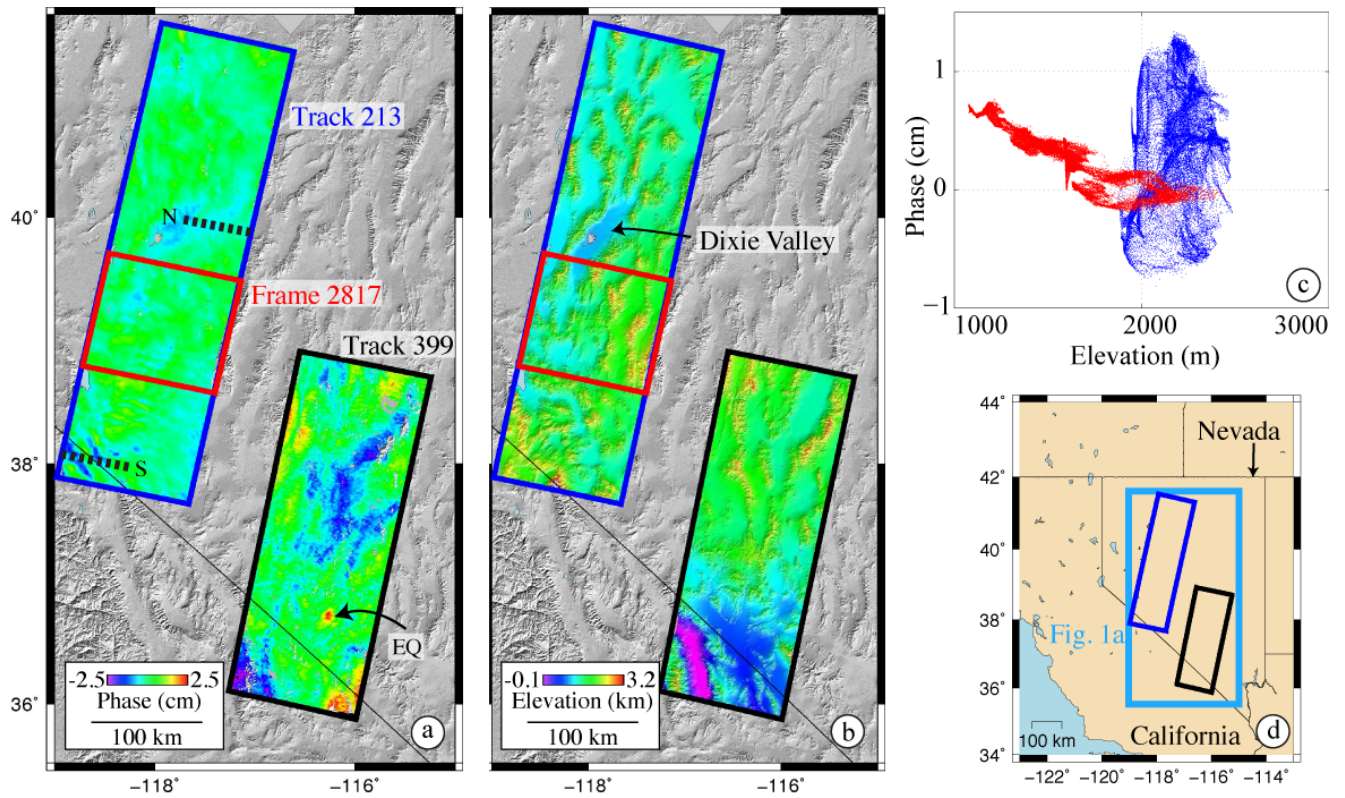 Track 213
40°
N
Frame 2817
Track 399
38°
S
EQ
36°
-2.5 2.5
Phase (cm)
100 km
a
−118° −116°
Dixie Valley
-0.1 3.2
Elevation (km)
100 km
b
−118° −116°
1
Phase (cm)
0
−1
c
1000 2000 3000
Elevation (m)
44°
Nevada
42°
40°
38°
Fig. 1a
36°
California
100 km
d
34°
−122° −120° −118° −116° −114°